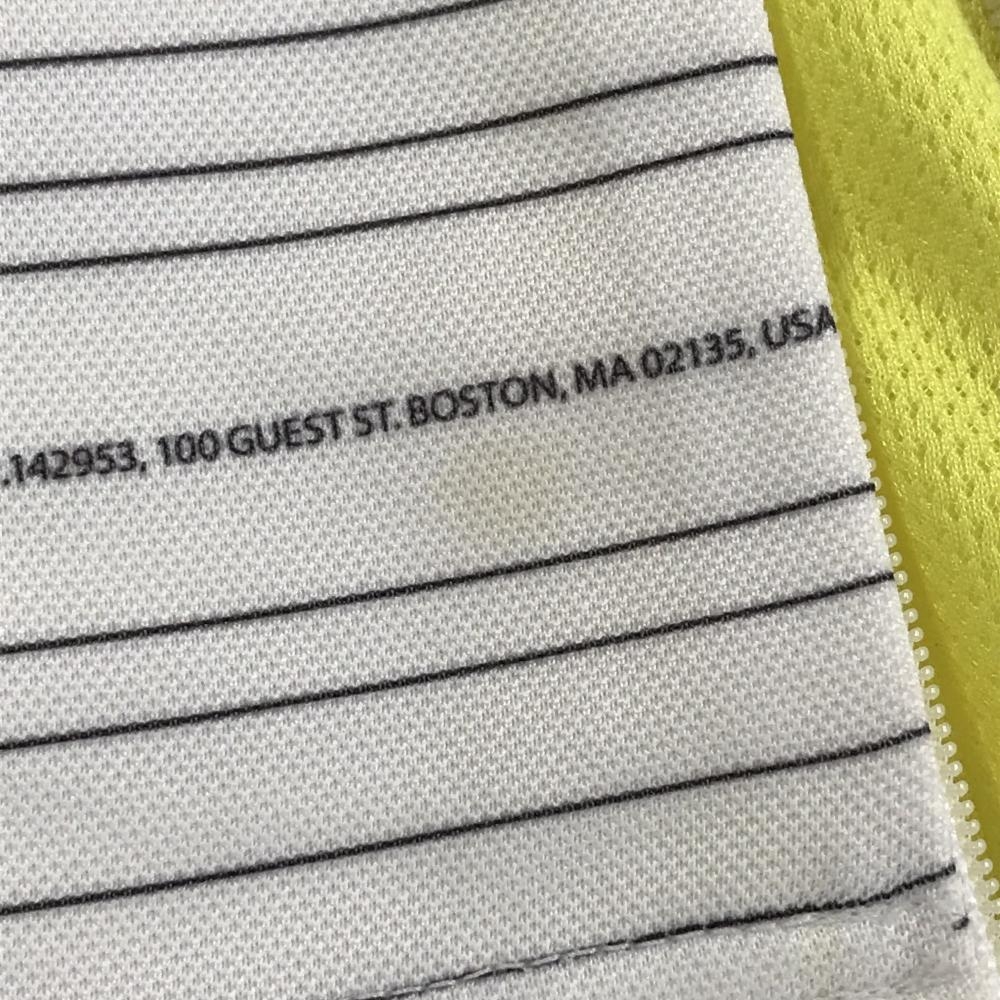 .142953, 100 GUEST ST. BOSTON, MA 02135, USA